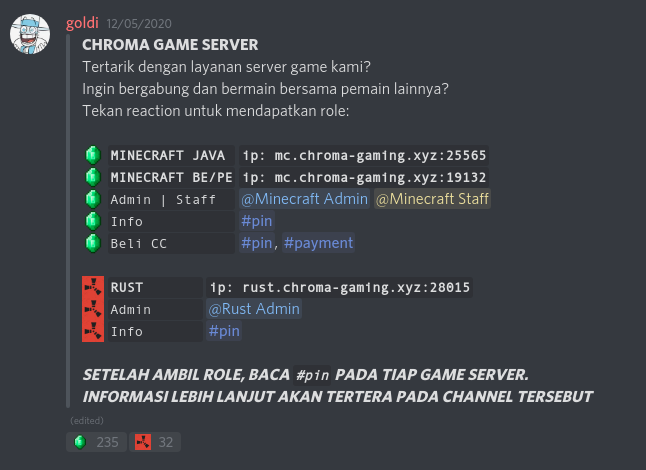 goldi 12/05/2020
CHROMA GAME SERVER
Tertarik dengan layanan server game kami?
Ingin bergabung dan bermain bersama pemain lainnya?
Tekan reaction untuk mendapatkan role:
MINECRAFT JAVA ip: mc.chroma-gaming.xyz:25565
MINECRAFT BE/PE ip: mc.chroma-gaming.xyz:19132
Admin | Staff @Minecraft Admin @Minecraft Staff
Info #pin
Beli CC #pin, #payment
RUST ip: rust.chroma-gaming.xyz:28015
Admin @Rust Admin
Info #pin
SETELAH AMBIL ROLE, BACA #pin PADA TIAP GAME SERVER.
INFORMASI LEBIH LANJUT AKAN TERTERA PADA CHANNEL TERSEBUT
(edited)
235 32